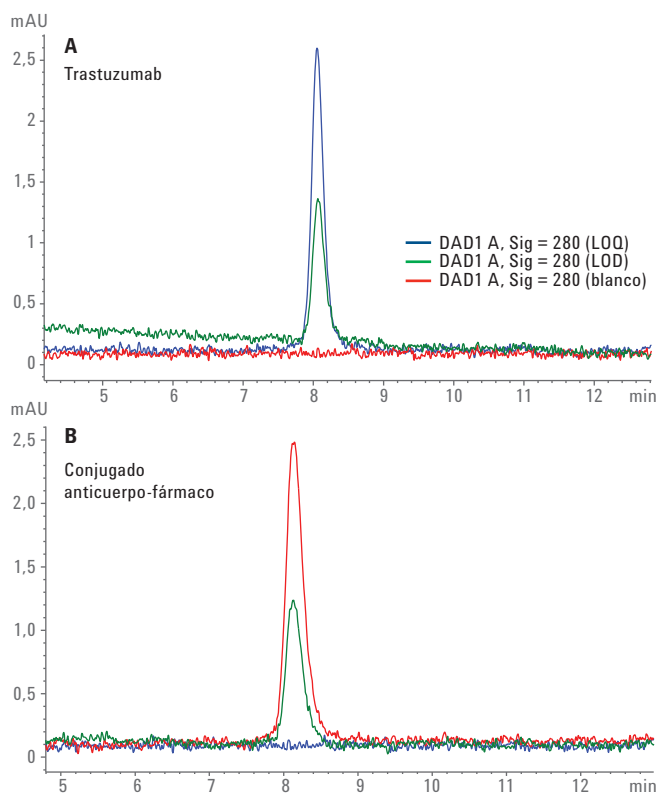 mAU
A
Trastuzumab
2,5
2
1,5
1
0,5
0
DAD1 A, Sig = 280 (LOQ)
DAD1 A, Sig = 280 (LOD)
DAD1 A, Sig = 280 (blanco)
5 6 7 8 9 10 11 12 min
mAU
B
Conjugado
anticuerpo-fármaco
2,5
2,0
1,5
1,0
0,5
0
5 6 7 8 9 10 11 12 min